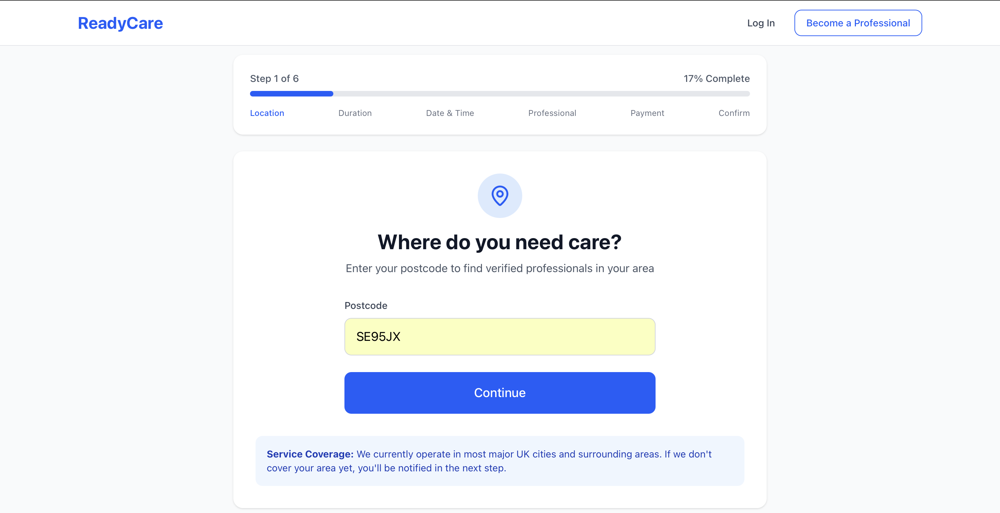 ReadyCare
Log In
Become a Professional
Step 1 of 6
17% Complete
Location
Duration
Date & Time
Professional
Payment
Confirm
Where do you need care?
Enter your postcode to find verified professionals in your area
Postcode
SE95JX
Continue
Service Coverage: We currently operate in most major UK cities and surrounding areas. If we don't
cover your area yet, you'll be notified in the next step.